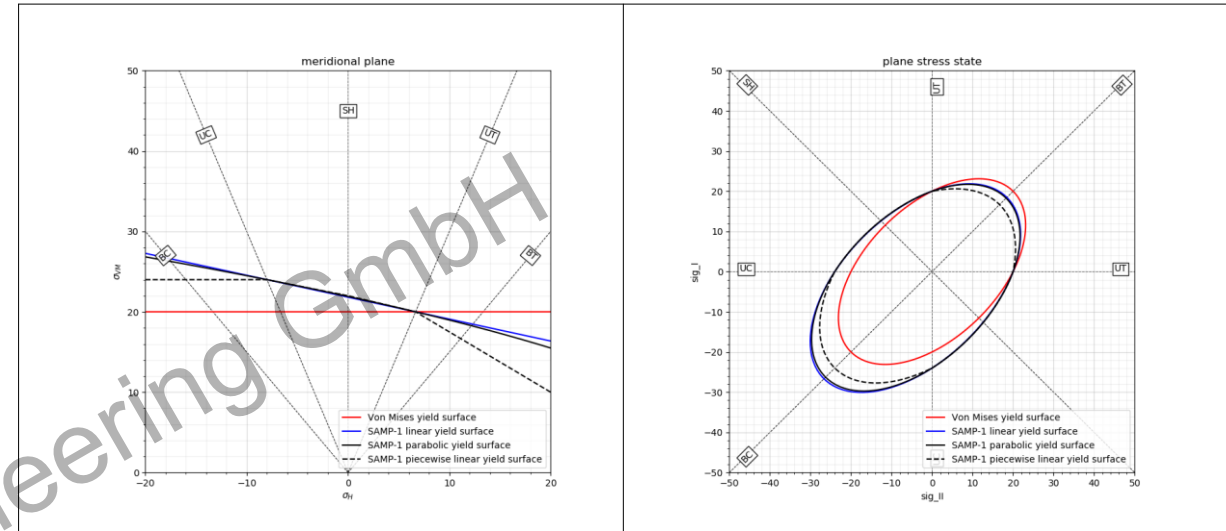 meridional plane
50
40
30
20
10
0
−20
−10
0
10
20
σVM
σH
UC
SH
UT
BC
BT
Von Mises yield surface
SAMP-1 linear yield surface
SAMP-1 parabolic yield surface
SAMP-1 piecewise linear yield surface
plane stress state
50
40
30
20
10
0
−10
−20
−30
−40
−50
−50
−40
−30
−20
−10
0
10
20
30
40
50
sig_I
sig_II
SH
UT
BT
UC
UT
BC
Von Mises yield surface
SAMP-1 linear yield surface
SAMP-1 parabolic yield surface
SAMP-1 piecewise linear yield surface
neering GmbH